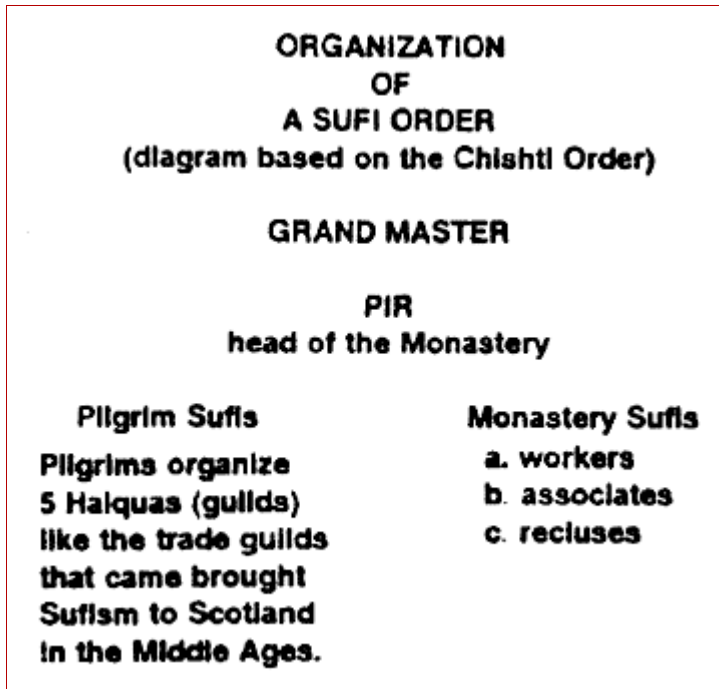 ORGANIZATION
OF
A SUFI ORDER
(diagram based on the Chishti Order)
GRAND MASTER
PIR
head of the Monastery
Pilgrim Sufis
Pilgrims organize
5 Halquas (guilds)
like the trade guilds
that came brought
Sufism to Scotland
in the Middle Ages.
Monastery Sufis
a. workers
b. associates
c. recluses